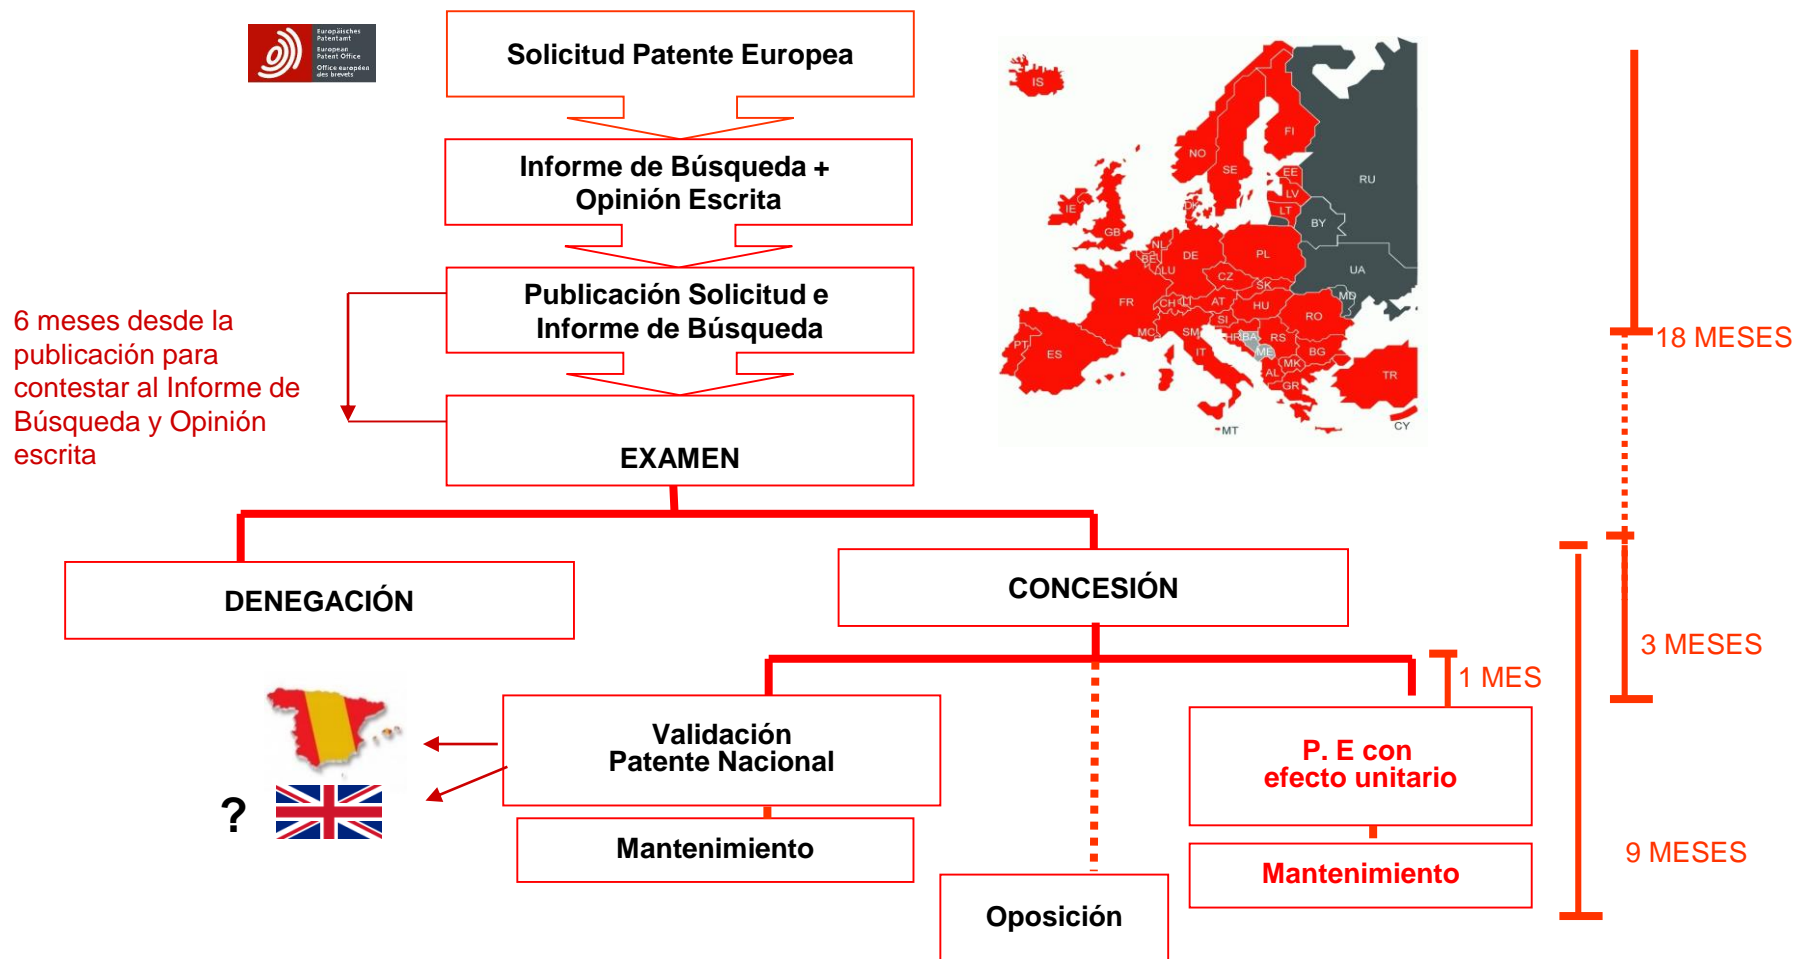 Europäisches
Patentamt
European
Patent Office
Office européen
des brevets
Solicitud Patente Europea
Informe de Búsqueda +
Opinión Escrita
Publicación Solicitud e
Informe de Búsqueda
6 meses desde la
publicación para
contestar al Informe de
Búsqueda y Opinión
escrita
EXAMEN
DENEGACIÓN
CONCESIÓN
Validación
Patente Nacional
?
Mantenimiento
Oposición
P. E con
efecto unitario
Mantenimiento
18 MESES
3 MESES
1 MES
9 MESES
IS
NO
SE
FI
EE
LV
LT
RU
BY
UA
MD
IE
GB
DK
NL
BE
LU
DE
PL
CZ
SK
FR
CH
LI
AT
HU
RO
SI
HR
BA
RS
ME
BG
MK
AL
GR
MC
SM
IT
PT
ES
TR
MT
CY